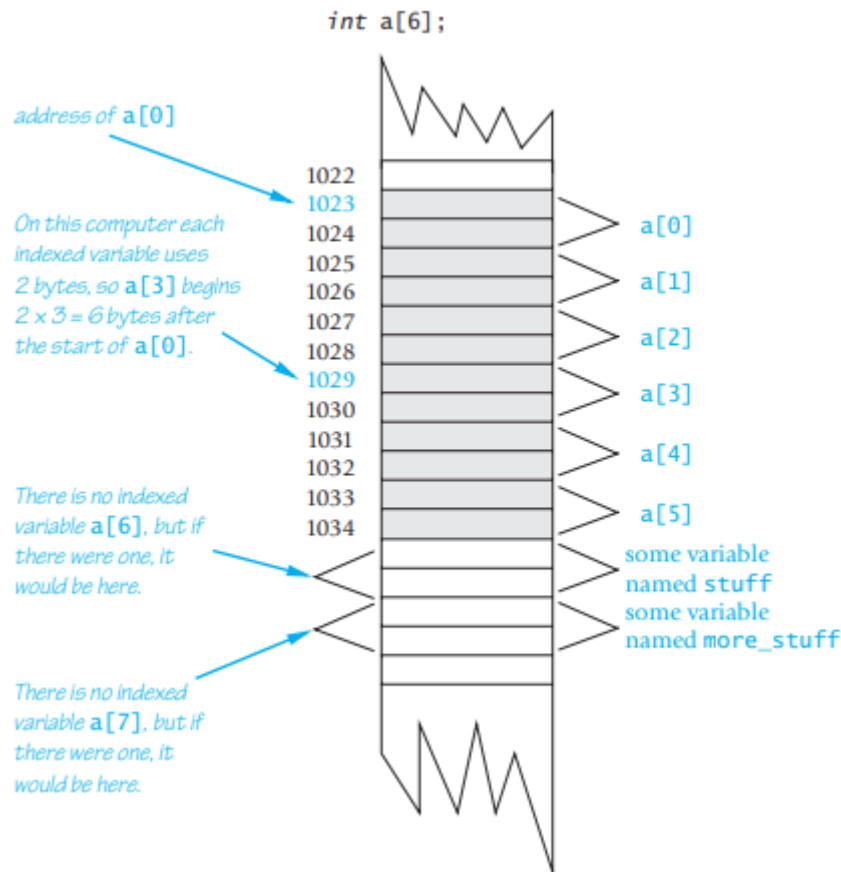 int a[6];
address of a[0]
1022
1023
1024
1025
1026
1027
1028
1029
1030
1031
1032
1033
1034
On this computer each
indexed variable uses
2 bytes, so a[3] begins
2 x 3 = 6 bytes after
the start of a[0].
There is no indexed
variable a[6], but if
there were one, it
would be here.
There is no indexed
variable a[7], but if
there were one, it
would be here.
a[0]
a[1]
a[2]
a[3]
a[4]
a[5]
some variable
named stuff
some variable
named more_stuff